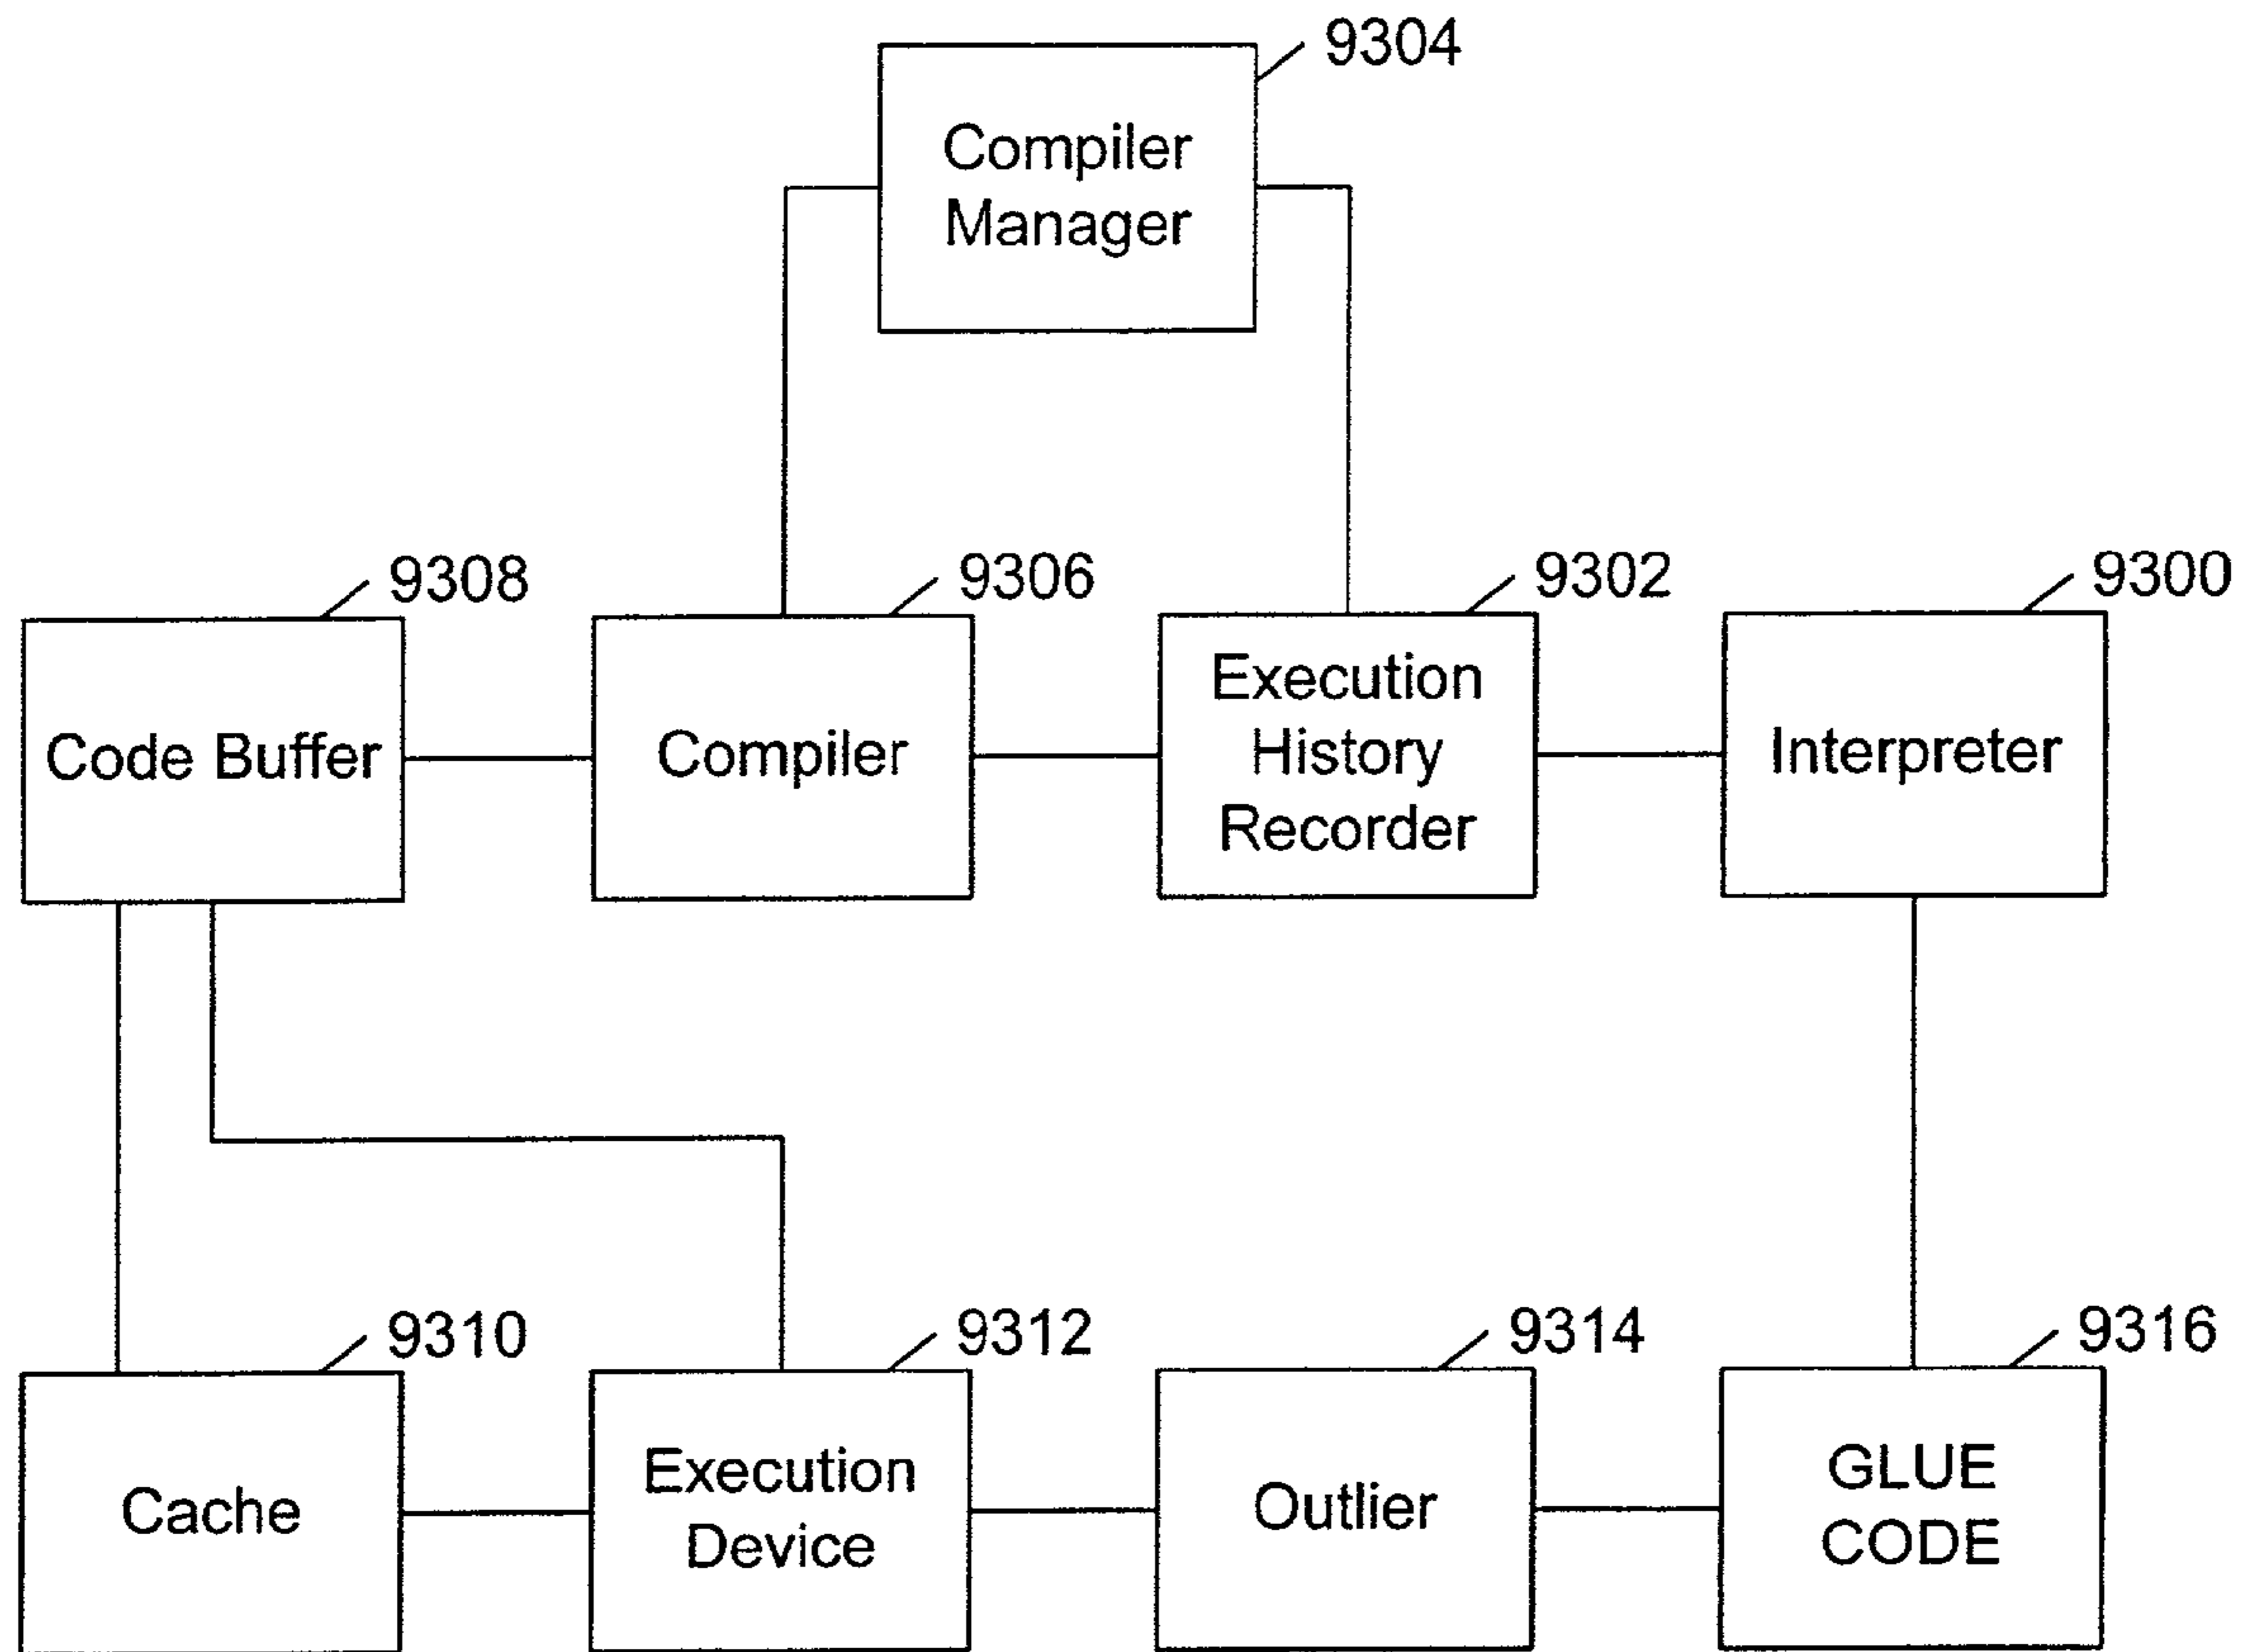 9304
Compiler
Manager
9308
9306
9302
9300
Code Buffer
Compiler
Execution
History
Recorder
Interpreter
9310
9312
9314
9316
Cache
Execution
Device
Outlier
GLUE
CODE